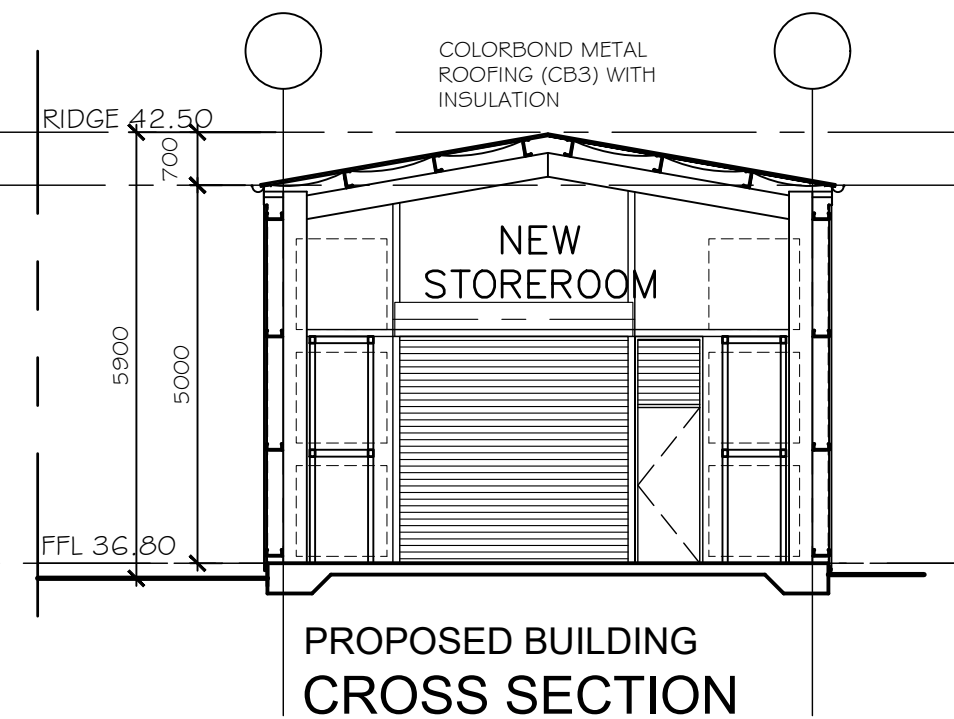 COLORBOND METAL
ROOFING (CB3) WITH
INSULATION
RIDGE 42.50
700
NEW
STOREROOM
5900
5000
FFL 36.80
PROPOSED BUILDING
CROSS SECTION